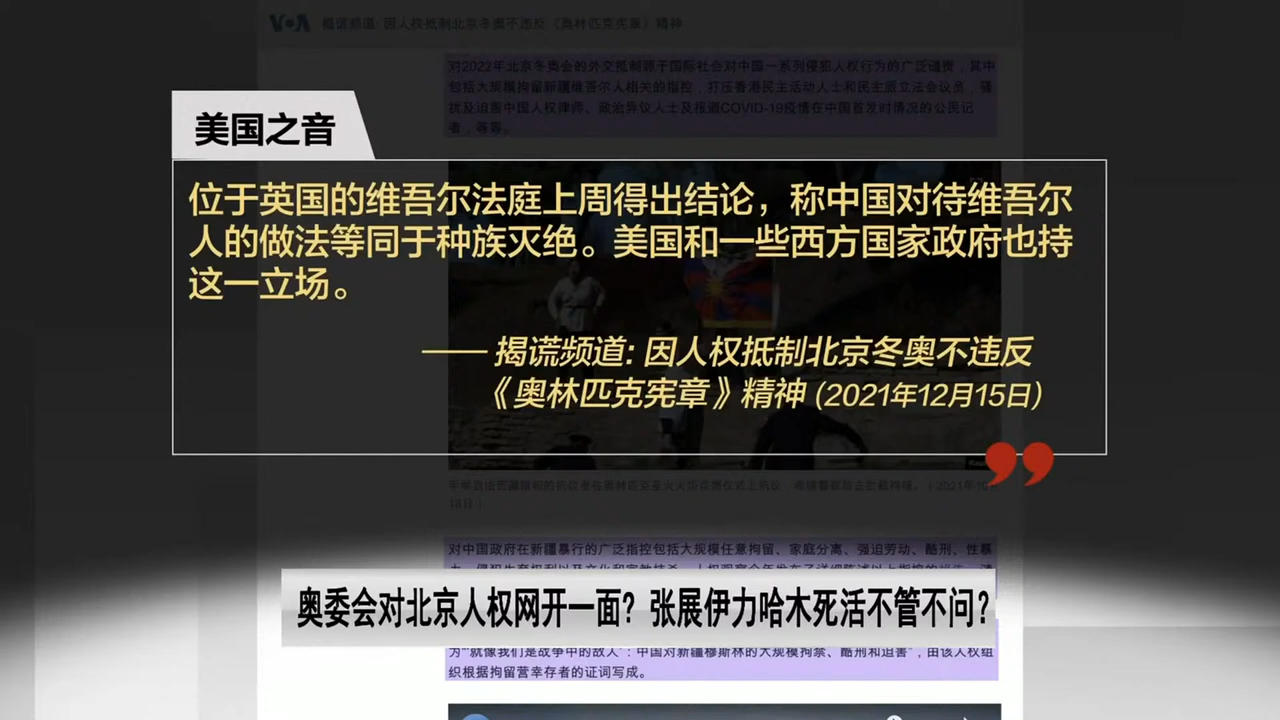 VOA 揭谎频道: 因人权抵制北京冬奥不违反《奥林匹克宪章》精神
对2022年北京冬奥会的外交抵制源于国际社会对中国一系列侵犯人权行为的广泛谴责，其中
包括大规模拘留新疆维吾尔人相关的指控，打压香港民主活动人士和民主派立法会议员，骚
扰及迫害中国人权律师、政治异议人士及报道COVID-19疫情在中国首发时情况的公民记
者，等等。
美国之音
位于英国的维吾尔法庭上周得出结论，称中国对待维吾尔
人的做法等同于种族灭绝。美国和一些西方国家政府也持
这一立场。
—— 揭谎频道: 因人权抵制北京冬奥不违反
《奥林匹克宪章》精神 (2021年12月15日)
对中国政府在新疆暴行的广泛指控包括大规模任意拘留、家庭分离、强迫劳动、酷刑、性暴
奥委会对北京人权网开一面？张展伊力哈木死活不管不问？
为“‘就像我们是战争中的敌人’：中国对新疆穆斯林的大规模拘禁、酷刑和迫害”，由该人权组
织根据拘留营幸存者的证词写成。